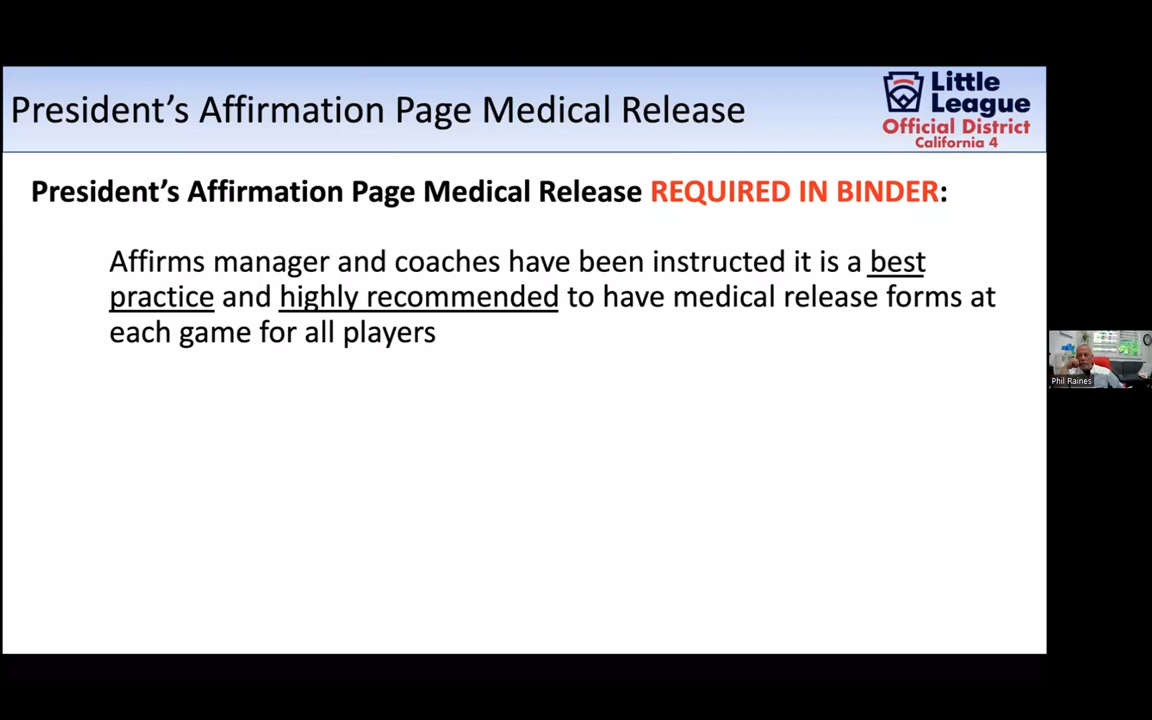 President's Affirmation Page Medical Release
Little
League
Official District
California 4
President's Affirmation Page Medical Release REQUIRED IN BINDER:
Affirms manager and coaches have been instructed it is a best
practice and highly recommended to have medical release forms at
each game for all players
Phil Raines